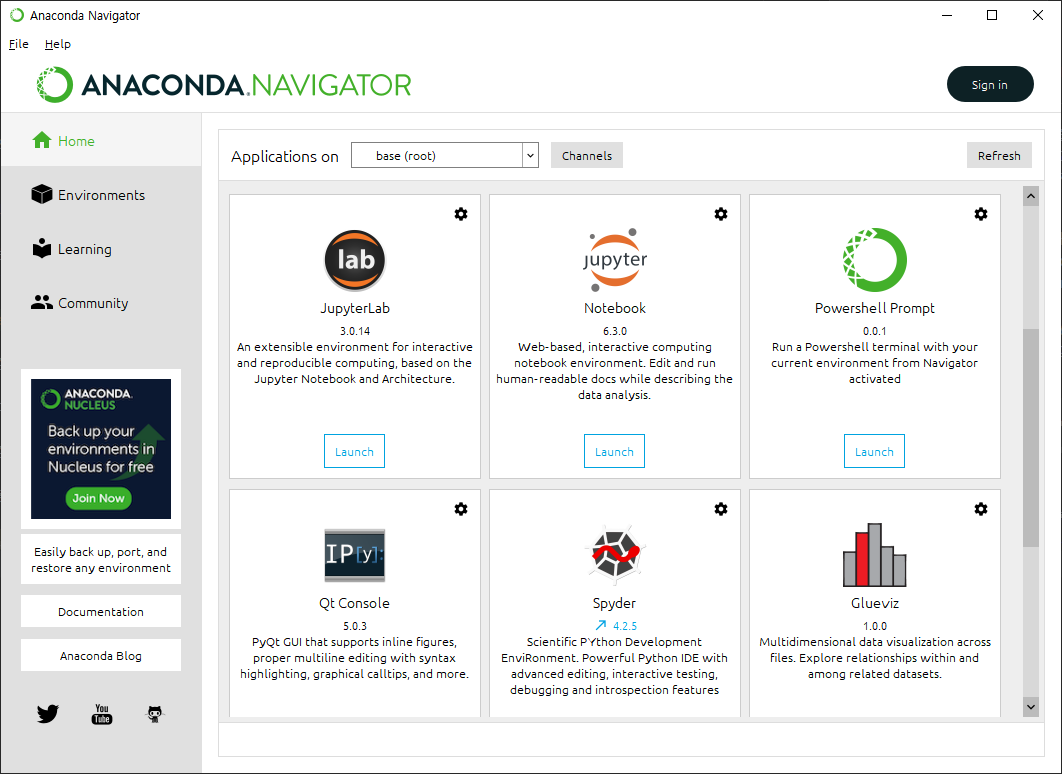 Anaconda Navigator
File Help
ANACONDA.NAVIGATOR
Sign in
Home
Environments
Learning
Community
ANACONDA.
NUCLEUS
Back up your
environments in
Nucleus for free
Join Now
Easily back up, port, and
restore any environment
Documentation
Anaconda Blog
You
Tube
Applications on
base (root)
Channels
Refresh
lab
JupyterLab
3.0.14
An extensible environment for interactive
and reproducible computing, based on the
Jupyter Notebook and Architecture.
Launch
jupyter
Notebook
6.3.0
Web-based, interactive computing
notebook environment. Edit and run
human-readable docs while describing the
data analysis.
Launch
Powershell Prompt
0.0.1
Run a Powershell terminal with your
current environment from Navigator
activated
Launch
IP[y]:
Qt Console
5.0.3
PyQt GUI that supports inline figures,
proper multiline editing with syntax
highlighting, graphical calltips, and more.
Spyder
4.2.5
Scientific PYthon Development
EnviRonment. Powerful Python IDE with
advanced editing, interactive testing,
debugging and introspection features
Glueviz
1.0.0
Multidimensional data visualization across
files. Explore relationships within and
among related datasets.